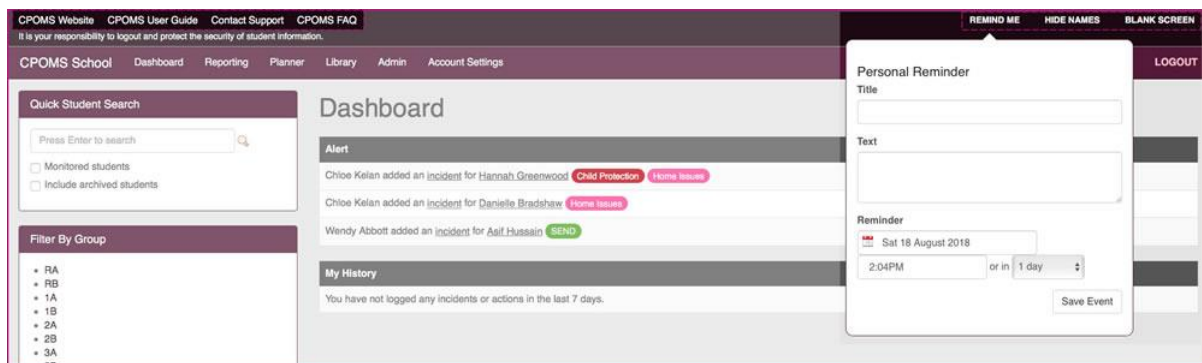 CPOMS Website CPOMS User Guide Contact Support CPOMS FAQ
REMIND ME HIDE NAMES BLANK SCREEN
It is your responsibility to logout and protect the security of student information.
CPOMS School Dashboard Reporting Planner Library Admin Account Settings
LOGOUT
Quick Student Search
Press Enter to search
Monitored students
Include archived students
Filter By Group
RA
RB
1A
1B
2A
2B
3A
Dashboard
Alert
Chloe Kelan added an incident for Hannah Greenwood Child Protection Home Issues
Chloe Kelan added an incident for Danielle Bradshaw Home Issues
Wendy Abbott added an incident for Asif Hussain SEND
My History
You have not logged any incidents or actions in the last 7 days.
Personal Reminder
Title
Text
Reminder
Sat 18 August 2018
2:04PM or in 1 day
Save Event